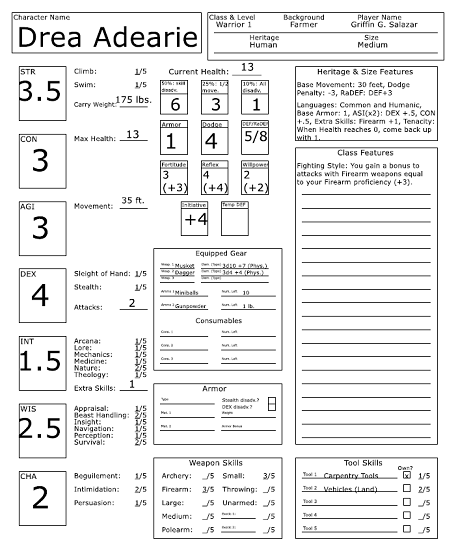 Character Name
Drea Adearie
Class & Level Background Player Name
Warrior 1 Farmer Griffin G. Salazar
Heritage Size
Human Medium
STR
3.5
Climb: 1/5
Swim: 1/5
Carry Weight: 175 lbs.
CON
3
Max Health: 13
AGI
3
Movement: 35 ft.
DEX
4
Sleight of Hand: 1/5
Stealth: 1/5
Attacks: 2
INT
1.5
Arcana: 1/5
Lore: 1/5
Mechanics: 1/5
Medicine: 1/5
Nature: 2/5
Theology: 1/5
Extra Skills: 1
WIS
2.5
Appraisal: 1/5
Beast Handling: 2/5
Insight: 1/5
Navigation: 1/5
Perception: 1/5
Survival: 2/5
CHA
2
Beguilement: 1/5
Intimidation: 2/5
Persuasion: 1/5
Current Health: 13
50%: skill disadv.
6
25%: 1/2 move.
3
10%: All disadv.
1
Armor
1
Dodge
4
DEF/RaDEF
5/8
Fortitude
3
(+3)
Reflex
4
(+4)
Willpower
2
(+2)
Initiative
+4
Temp DEF
Equipped Gear
Weap. 1 Musket Dam. (Type) 3d10 +7 (Phys.)
Weap. 2 Dagger Dam. (Type) 3d4 +4 (Phys.)
Weap. 3
Ammo 1 Miniballs Num. Left 10
Ammo 2 Gunpowder Num. Left 1 lb.
Consumables
Cons. 1 Num. Left
Cons. 2 Num. Left
Cons. 3 Num. Left
Armor
Type
Stealth disadv.?
DEX disadv.?
Mat. 1 Weight
Mat. 2 Armor Bonus
Weapon Skills
Archery: _/5 Small: 3/5
Firearm: 3/5 Throwing: _/5
Large: _/5 Unarmed: _/5
Medium: _/5 _/5
Polearm: _/5 _/5
Heritage & Size Features
Base Movement: 30 feet, Dodge
Penalty: -3, RaDEF: DEF+3
Languages: Common and Humanic,
Base Armor: 1, ASI(x2): DEX +.5, CON
+.5, Extra Skills: Firearm +1, Tenacity:
When Health reaches 0, come back up
with 1.
Class Features
Fighting Style: You gain a bonus to
attacks with Firearm weapons equal
to your Firearm proficiency (+3).
Tool Skills
Own?
Tool 1 Carpentry Tools x 1/5
Tool 2 Vehicles (Land) 2/5
Tool 3 _/5
Tool 4 _/5
Tool 5 _/5